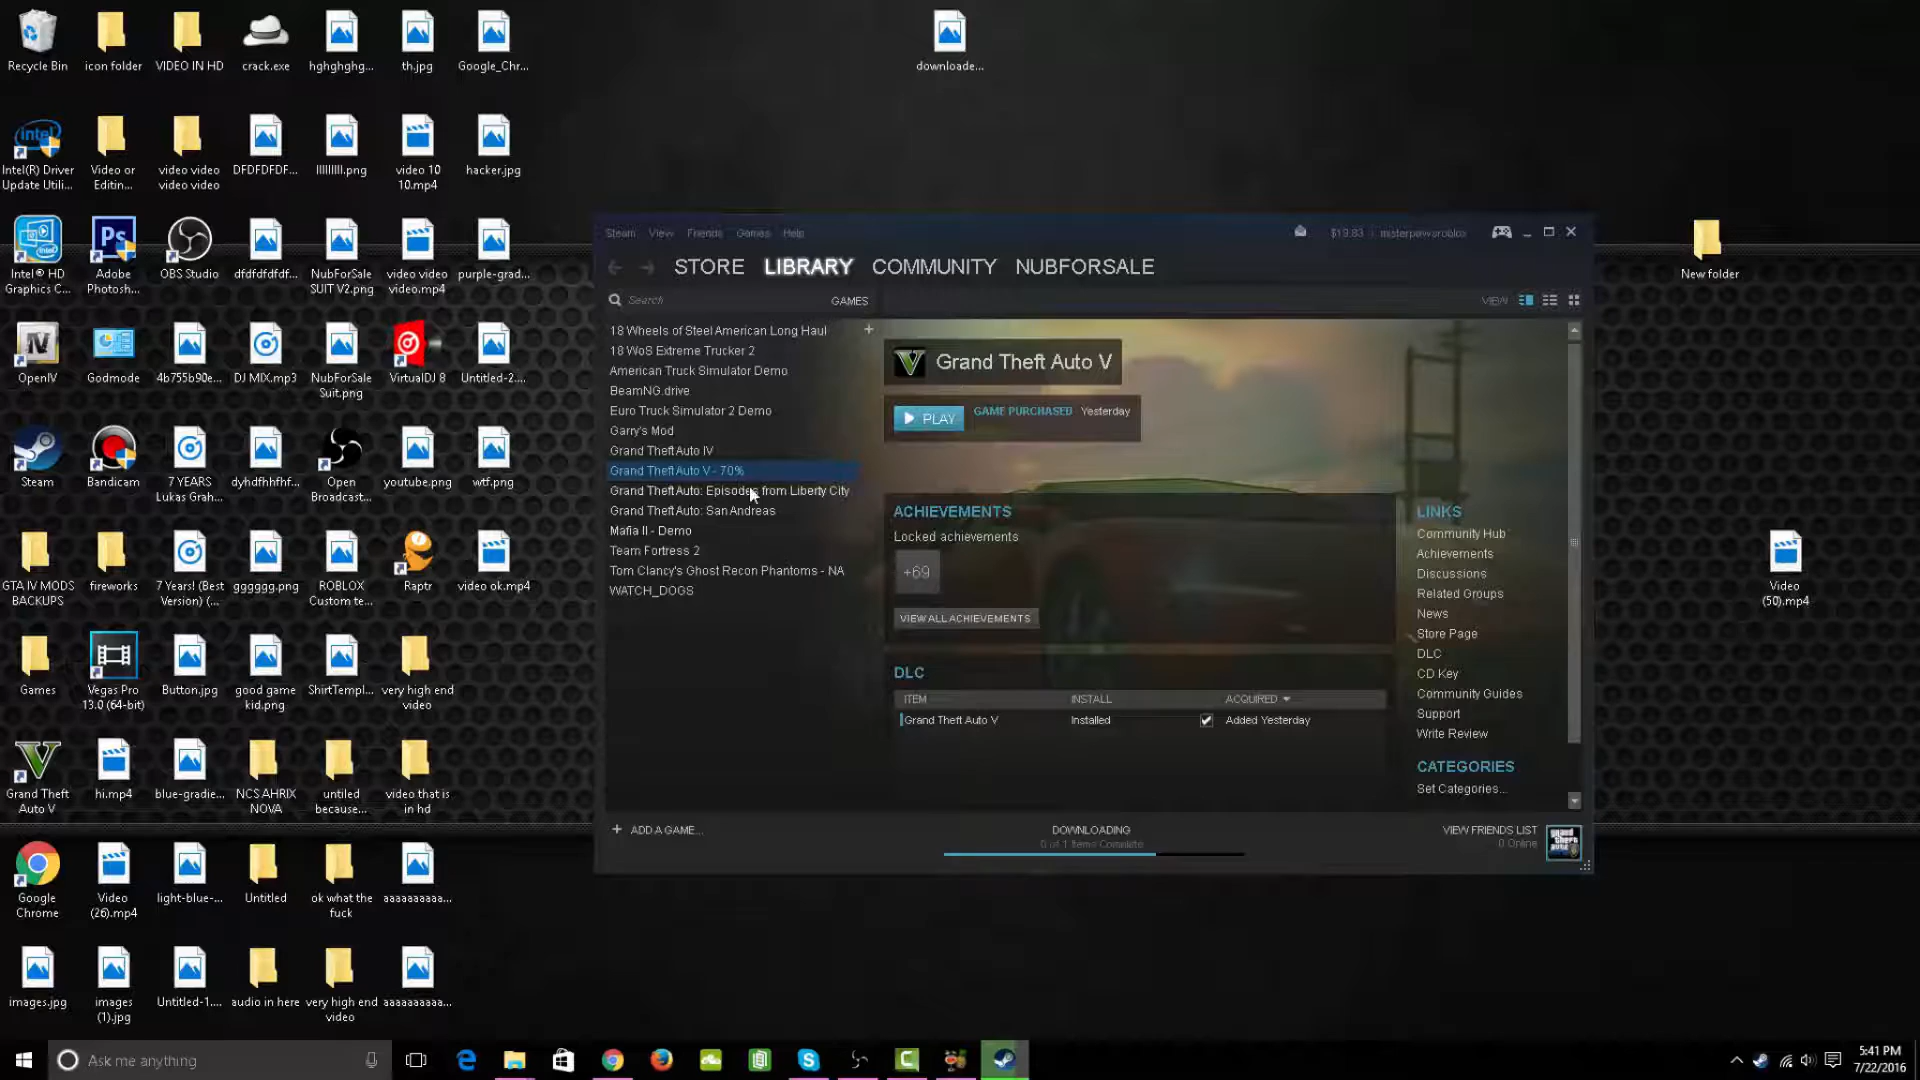 Recycle Bin
icon folder
VIDEO IN HD
crack.exe
hghghghg...
th.jpg
Google_Chr...
downloade...
Intel(R) Driver
Update Utili...
Video or
Editin...
video video
video video
DFDFDFDF...
llllllllll.png
video 10
10.mp4
hacker.jpg
Intel® HD
Graphics C...
Adobe
Photosh...
OBS Studio
dfdfdfdfdf...
NubForSale
SUIT V2.png
video video
video.mp4
purple-grad...
New folder
OpenIV
Godmode
4b755b90e...
DJ MIX.mp3
NubForSale
Suit.png
VirtualDJ 8
Untitled-2....
Steam
Bandicam
7 YEARS
Lukas Grah...
dyhdfhhfhf...
Open
Broadcast...
youtube.png
wtf.png
GTA IV MODS
BACKUPS
fireworks
7 Years! (Best
Version) (...
gggggg.png
ROBLOX
Custom te...
Raptr
video ok.mp4
Video
(50).mp4
Games
Vegas Pro
13.0 (64-bit)
Button.jpg
good game
kid.png
ShirtTempl...
very high end
video
Grand Theft
Auto V
hi.mp4
blue-gradie...
NCS AHRIX
NOVA
untiled
because...
video that is
in hd
Google
Chrome
Video
(26).mp4
light-blue-...
Untitled
ok what the
fuck
aaaaaaaaaa...
images.jpg
images
(1).jpg
Untitled-1....
audio in here
very high end
video
aaaaaaaaaa...
Steam View Friends Games Help
$19.83 misterpawsroblox
STORE LIBRARY COMMUNITY NUBFORSALE
Search GAMES
VIEW
18 Wheels of Steel American Long Haul
18 WoS Extreme Trucker 2
American Truck Simulator Demo
BeamNG.drive
Euro Truck Simulator 2 Demo
Garry's Mod
Grand Theft Auto IV
Grand Theft Auto V - 70%
Grand Theft Auto: Episodes from Liberty City
Grand Theft Auto: San Andreas
Mafia II - Demo
Team Fortress 2
Tom Clancy's Ghost Recon Phantoms - NA
WATCH_DOGS
Grand Theft Auto V
PLAY
GAME PURCHASED Yesterday
ACHIEVEMENTS
Locked achievements
+69
VIEW ALL ACHIEVEMENTS
DLC
ITEM INSTALL ACQUIRED
Grand Theft Auto V Installed Added Yesterday
LINKS
Community Hub
Achievements
Discussions
Related Groups
News
Store Page
DLC
CD Key
Community Guides
Support
Write Review
CATEGORIES
Set Categories...
+ ADD A GAME...
DOWNLOADING
0 of 1 Items Complete
VIEW FRIENDS LIST
0 Online
Ask me anything
5:41 PM
7/22/2016